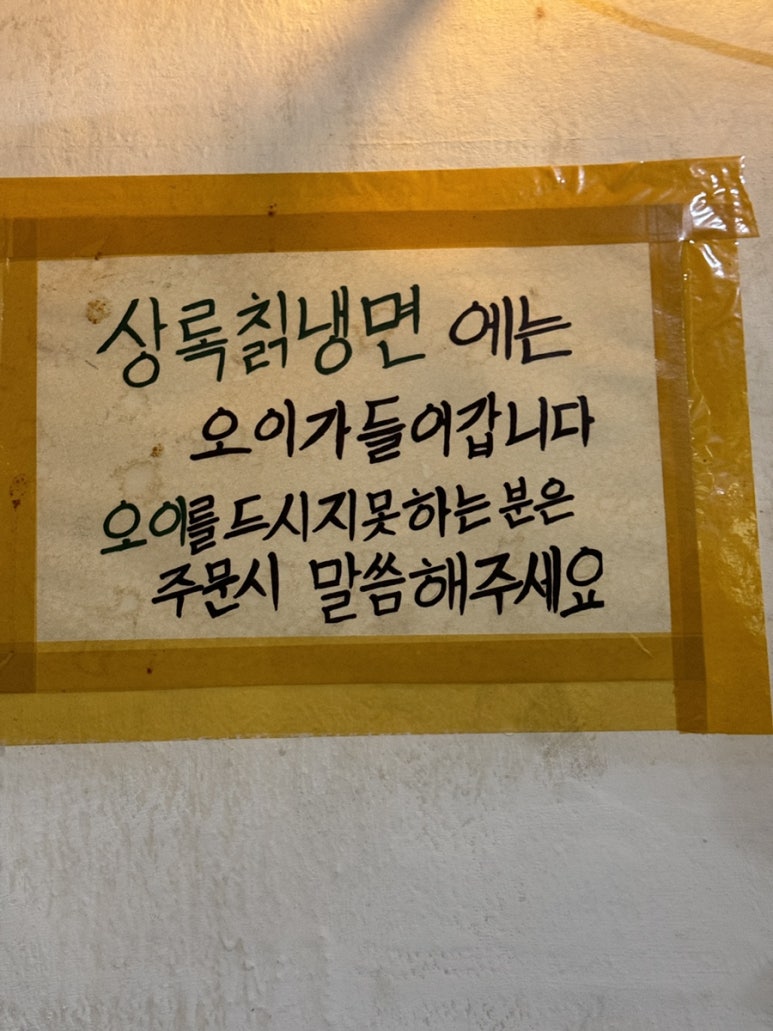 상록칡냉면 에는
오이가들어갑니다
오이를드시지못하는분은
주문시 말씀해주세요